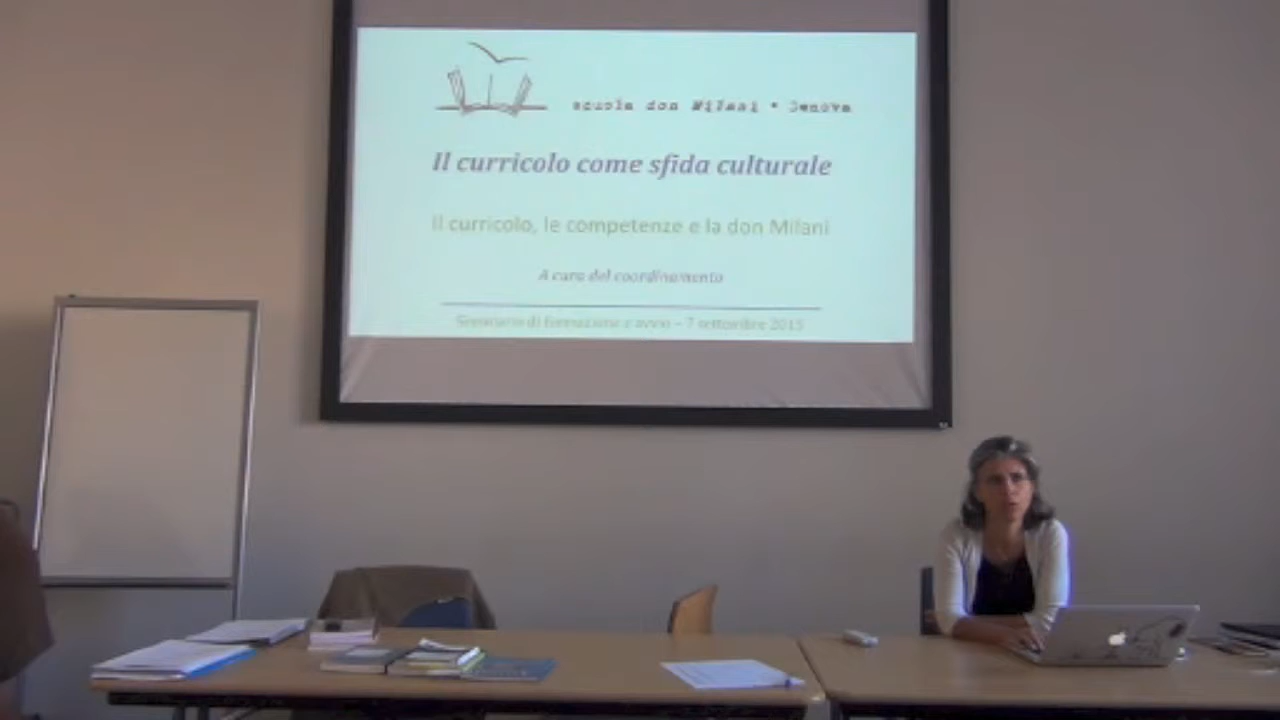 scuola don Milani • Genova
Il curricolo come sfida culturale
Il curricolo, le competenze e la don Milani
A cura del coordinamento
Seminario di formazione e avvio – 7 settembre 2015